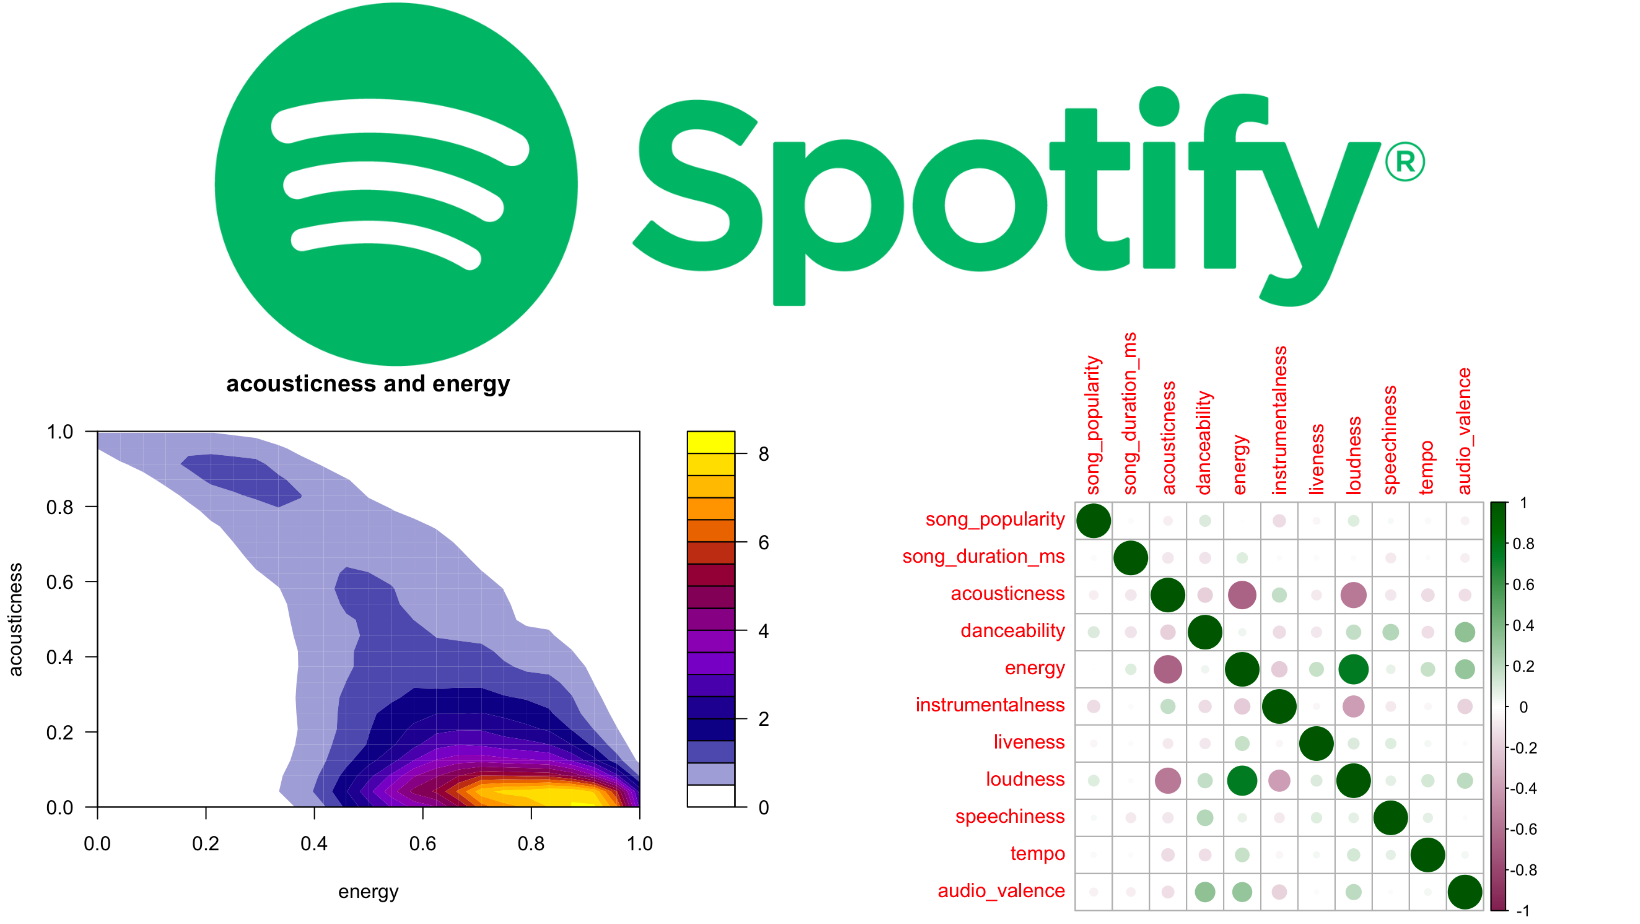 Spotify®
acousticness and energy
1.0
0.8
0.6
0.4
0.2
0.0
acousticness
0.0 0.2 0.4 0.6 0.8 1.0
energy
8
6
4
2
0
song_popularity song_duration_ms acousticness danceability energy instrumentalness liveness loudness speechiness tempo audio_valence
song_popularity
song_duration_ms
acousticness
danceability
energy
instrumentalness
liveness
loudness
speechiness
tempo
audio_valence
1
0.8
0.6
0.4
0.2
0
-0.2
-0.4
-0.6
-0.8
-1